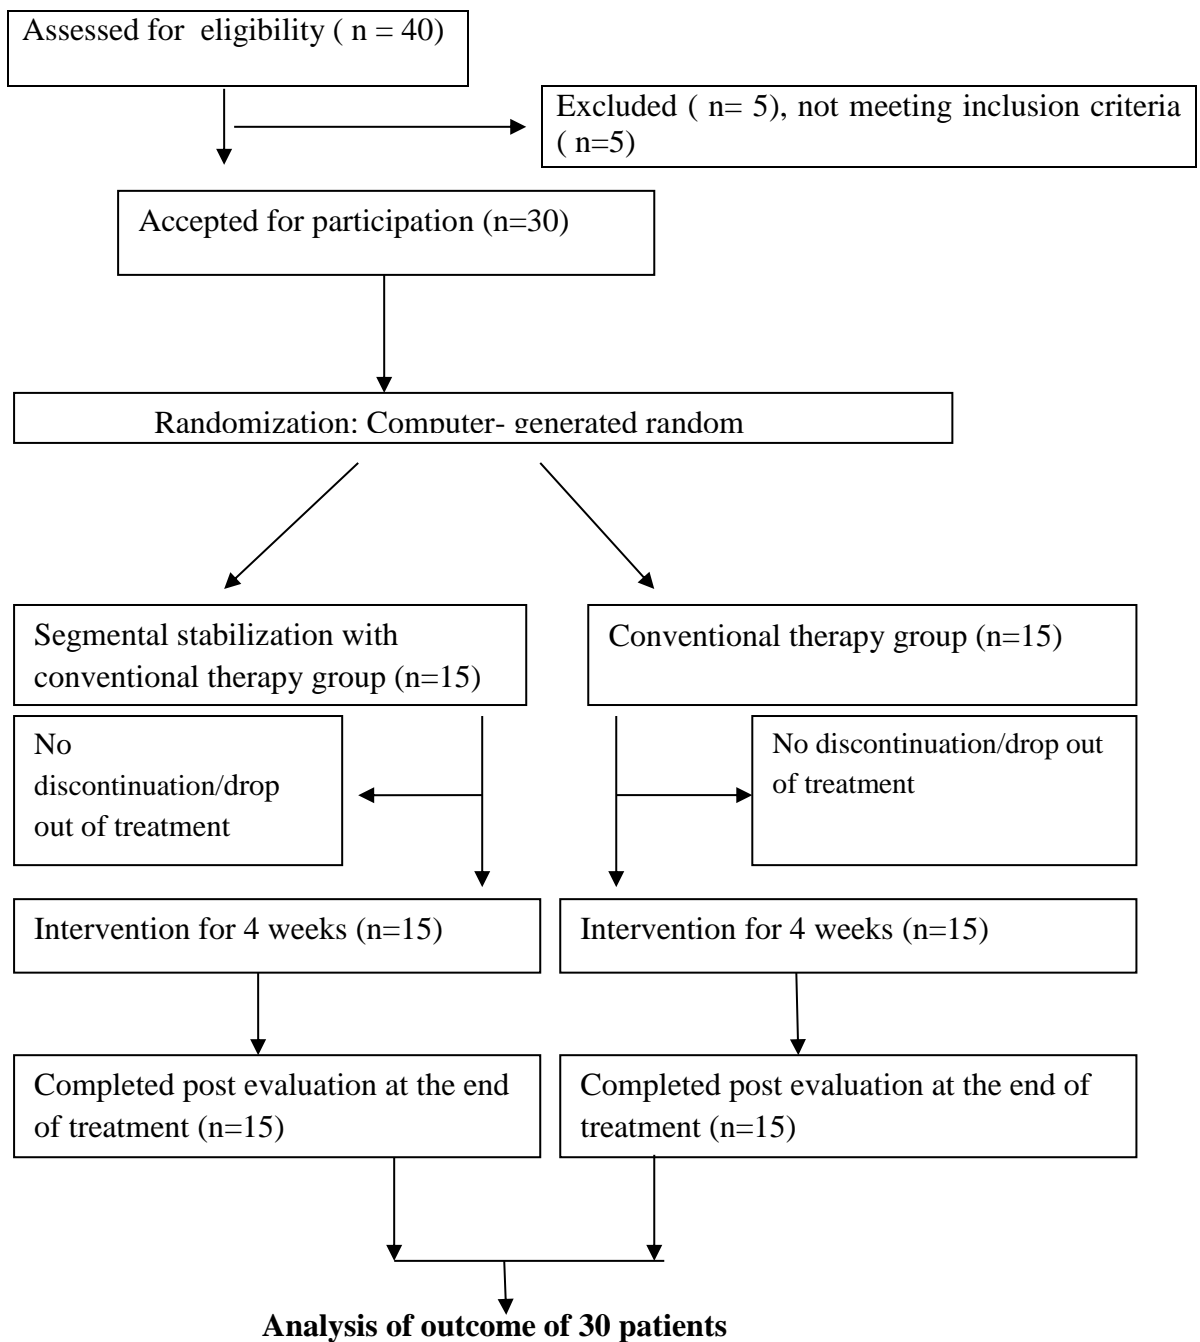 Assessed for eligibility ( n = 40)
Excluded ( n= 5), not meeting inclusion criteria
( n=5)
Accepted for participation (n=30)
Randomization: Computer- generated random
Segmental stabilization with
conventional therapy group (n=15)
Conventional therapy group (n=15)
No
discontinuation/drop
out of treatment
No discontinuation/drop out
of treatment
Intervention for 4 weeks (n=15)
Intervention for 4 weeks (n=15)
Completed post evaluation at the end
of treatment (n=15)
Completed post evaluation at the end of
treatment (n=15)
Analysis of outcome of 30 patients